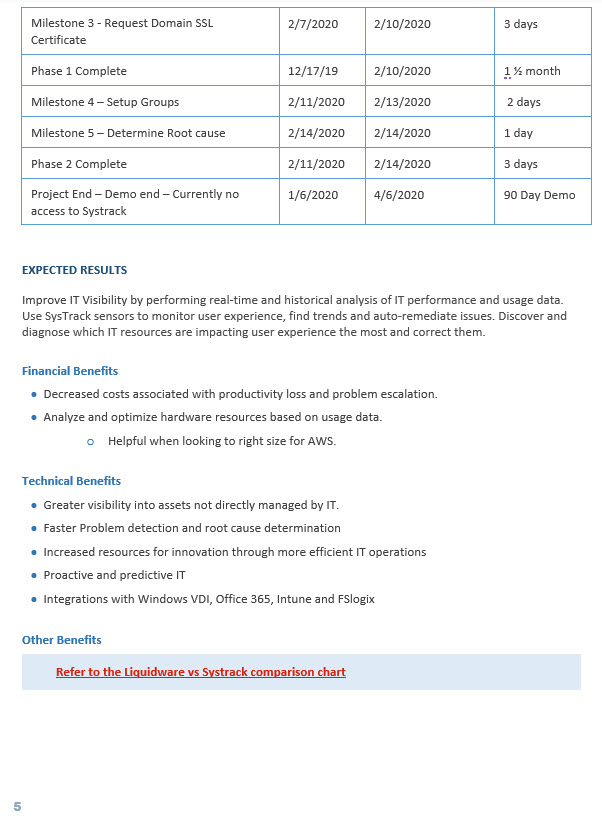 Milestone 3 - Request Domain SSL 2/7/2020 2/10/2020 3 days
Certificate
Phase 1 Complete 12/17/19 2/10/2020 1 ½ month
Milestone 4 – Setup Groups 2/11/2020 2/13/2020 2 days
Milestone 5 – Determine Root cause 2/14/2020 2/14/2020 1 day
Phase 2 Complete 2/11/2020 2/14/2020 3 days
Project End – Demo end – Currently no 1/6/2020 4/6/2020 90 Day Demo
access to Systrack
EXPECTED RESULTS
Improve IT Visibility by performing real-time and historical analysis of IT performance and usage data.
Use SysTrack sensors to monitor user experience, find trends and auto-remediate issues. Discover and
diagnose which IT resources are impacting user experience the most and correct them.
Financial Benefits
• Decreased costs associated with productivity loss and problem escalation.
• Analyze and optimize hardware resources based on usage data.
o Helpful when looking to right size for AWS.
Technical Benefits
• Greater visibility into assets not directly managed by IT.
• Faster Problem detection and root cause determination
• Increased resources for innovation through more efficient IT operations
• Proactive and predictive IT
• Integrations with Windows VDI, Office 365, Intune and FSlogix
Other Benefits
Refer to the Liquidware vs Systrack comparison chart
5